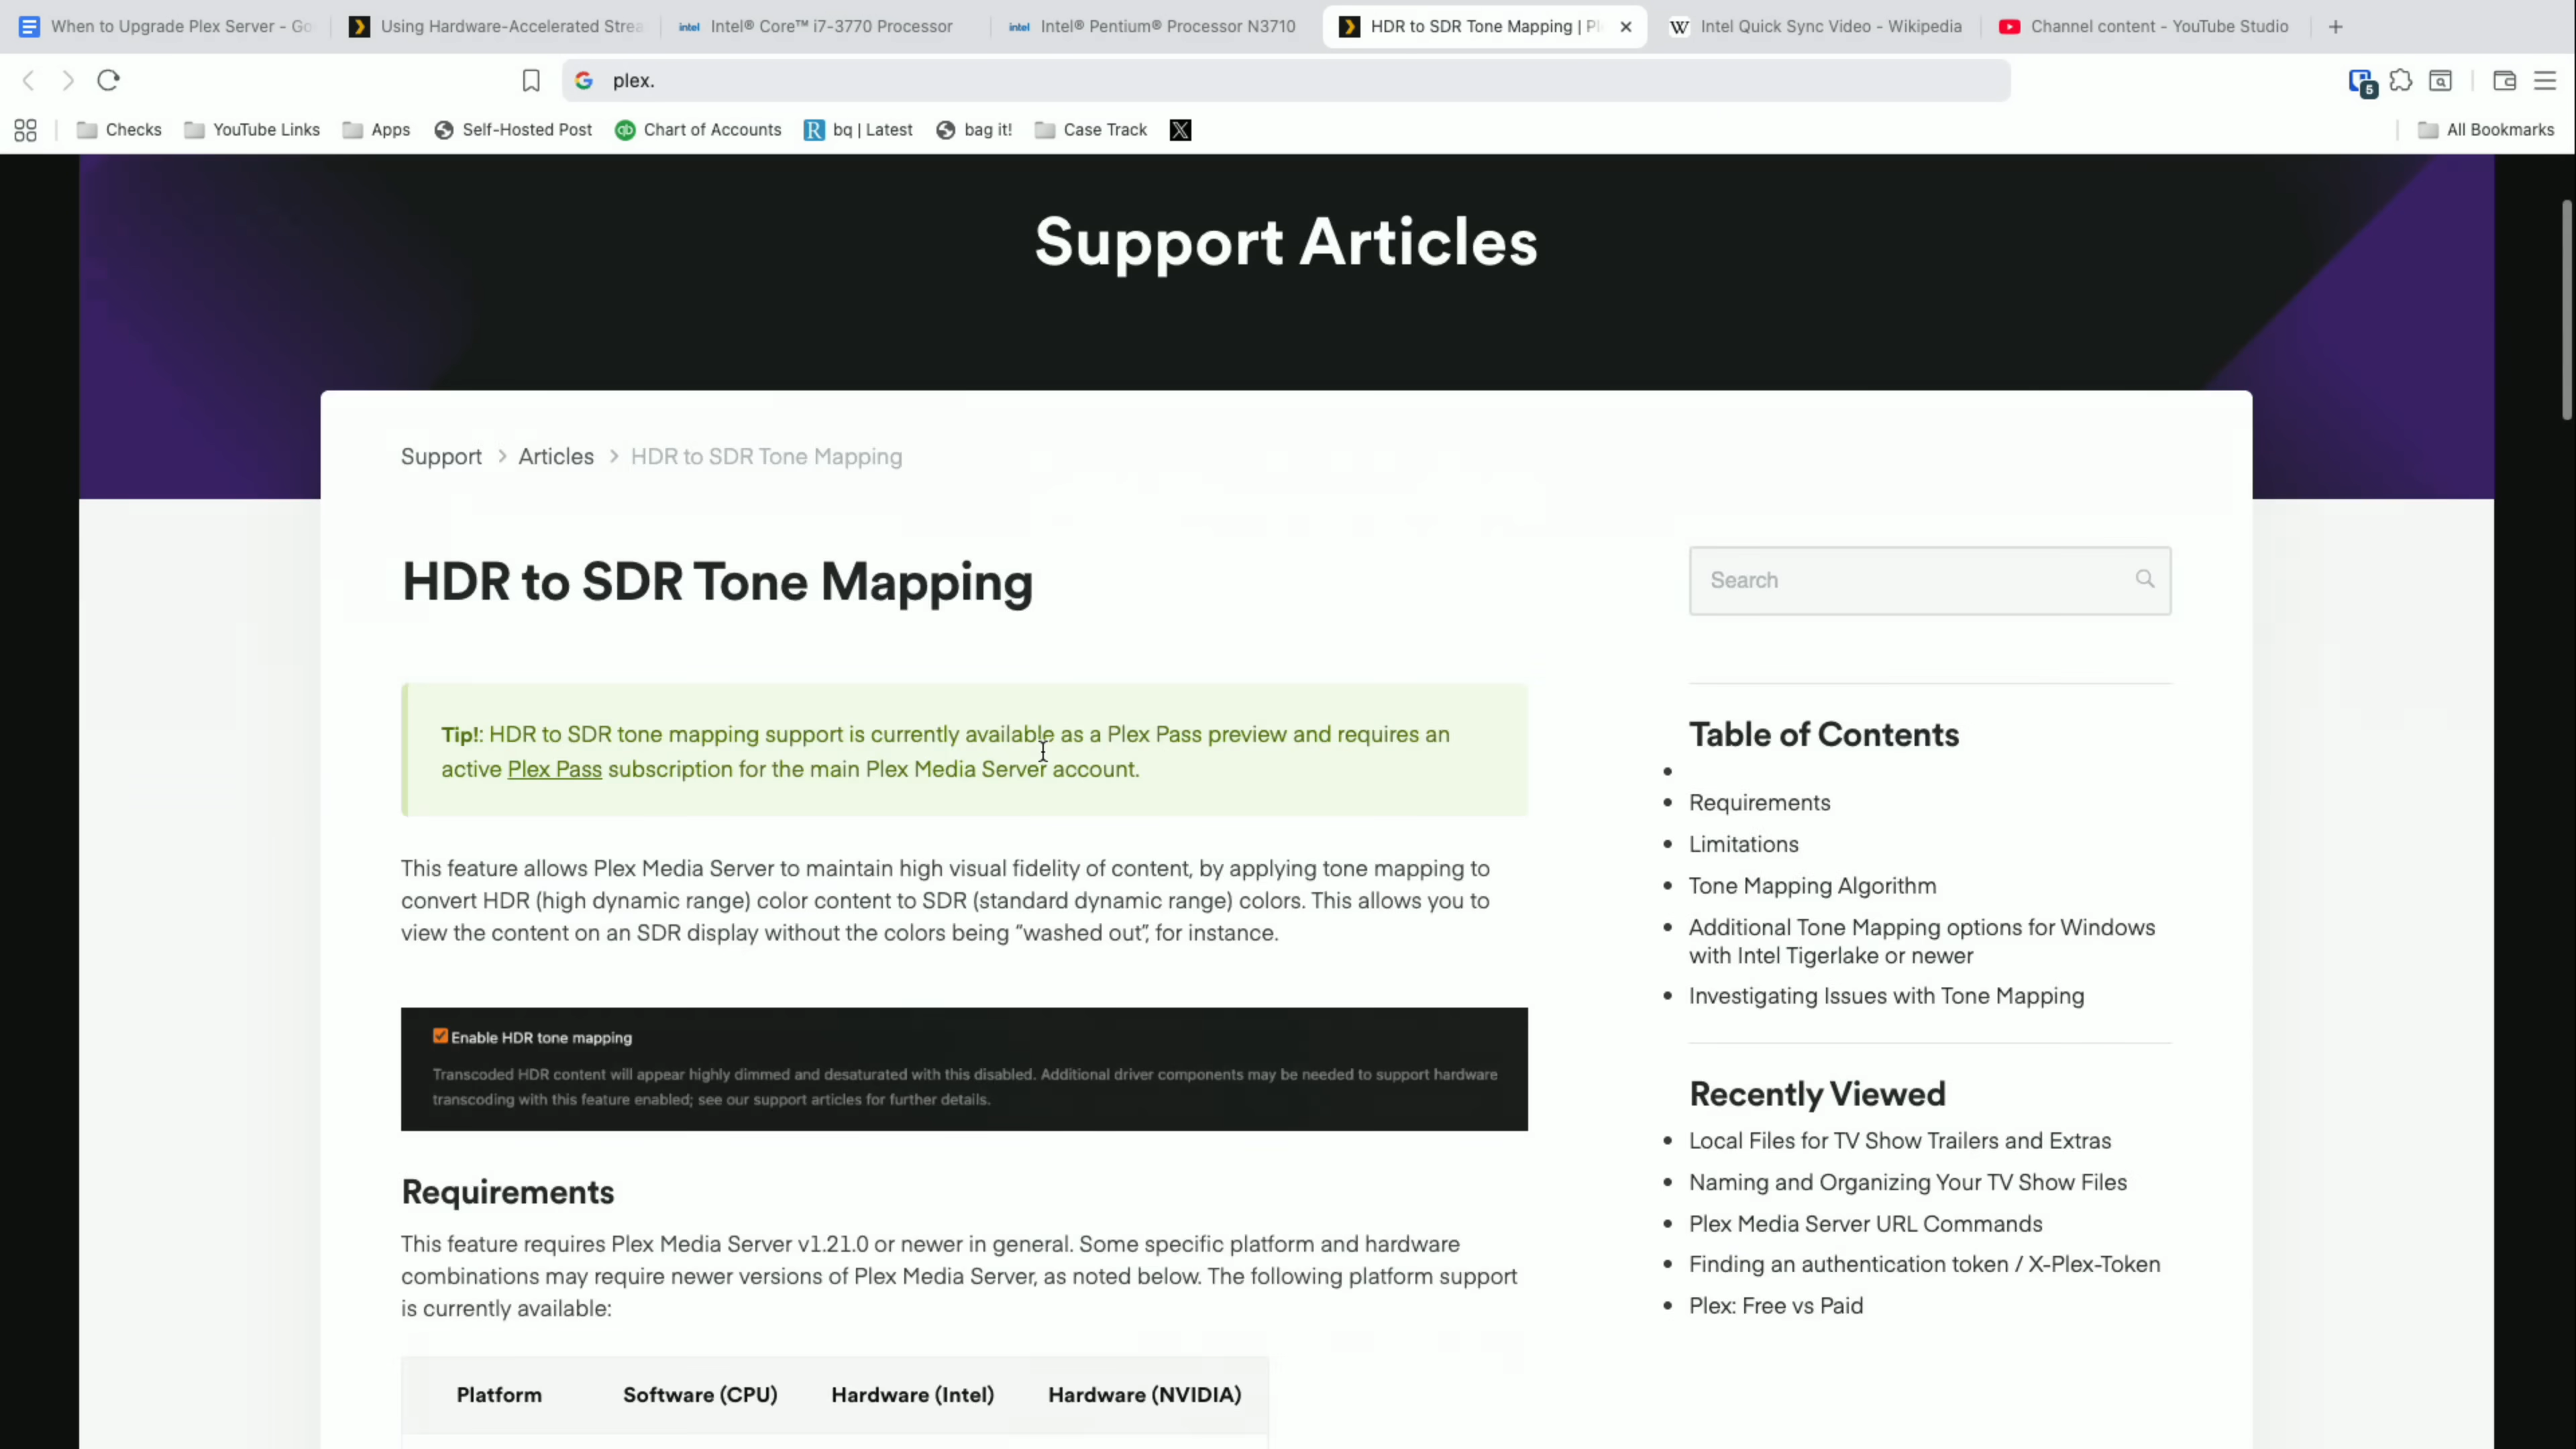 When to Upgrade Plex Server - Go
Using Hardware-Accelerated Strea
intel Intel® Core™ i7-3770 Processor
intel Intel® Pentium® Processor N3710
HDR to SDR Tone Mapping | Pl
W Intel Quick Sync Video - Wikipedia
Channel content - YouTube Studio
G plex.
5
Checks
YouTube Links
Apps
Self-Hosted Post
qb Chart of Accounts
R bq | Latest
bag it!
Case Track
X
All Bookmarks
Support Articles
Support > Articles > HDR to SDR Tone Mapping
HDR to SDR Tone Mapping
Tip!: HDR to SDR tone mapping support is currently available as a Plex Pass preview and requires an
active Plex Pass subscription for the main Plex Media Server account.
This feature allows Plex Media Server to maintain high visual fidelity of content, by applying tone mapping to
convert HDR (high dynamic range) color content to SDR (standard dynamic range) colors. This allows you to
view the content on an SDR display without the colors being “washed out”, for instance.
Enable HDR tone mapping
Transcoded HDR content will appear highly dimmed and desaturated with this disabled. Additional driver components may be needed to support hardware
transcoding with this feature enabled; see our support articles for further details.
Requirements
This feature requires Plex Media Server v1.21.0 or newer in general. Some specific platform and hardware
combinations may require newer versions of Plex Media Server, as noted below. The following platform support
is currently available:
Platform Software (CPU) Hardware (Intel) Hardware (NVIDIA)
Search
Table of Contents
Requirements
Limitations
Tone Mapping Algorithm
Additional Tone Mapping options for Windows
with Intel Tigerlake or newer
Investigating Issues with Tone Mapping
Recently Viewed
Local Files for TV Show Trailers and Extras
Naming and Organizing Your TV Show Files
Plex Media Server URL Commands
Finding an authentication token / X-Plex-Token
Plex: Free vs Paid